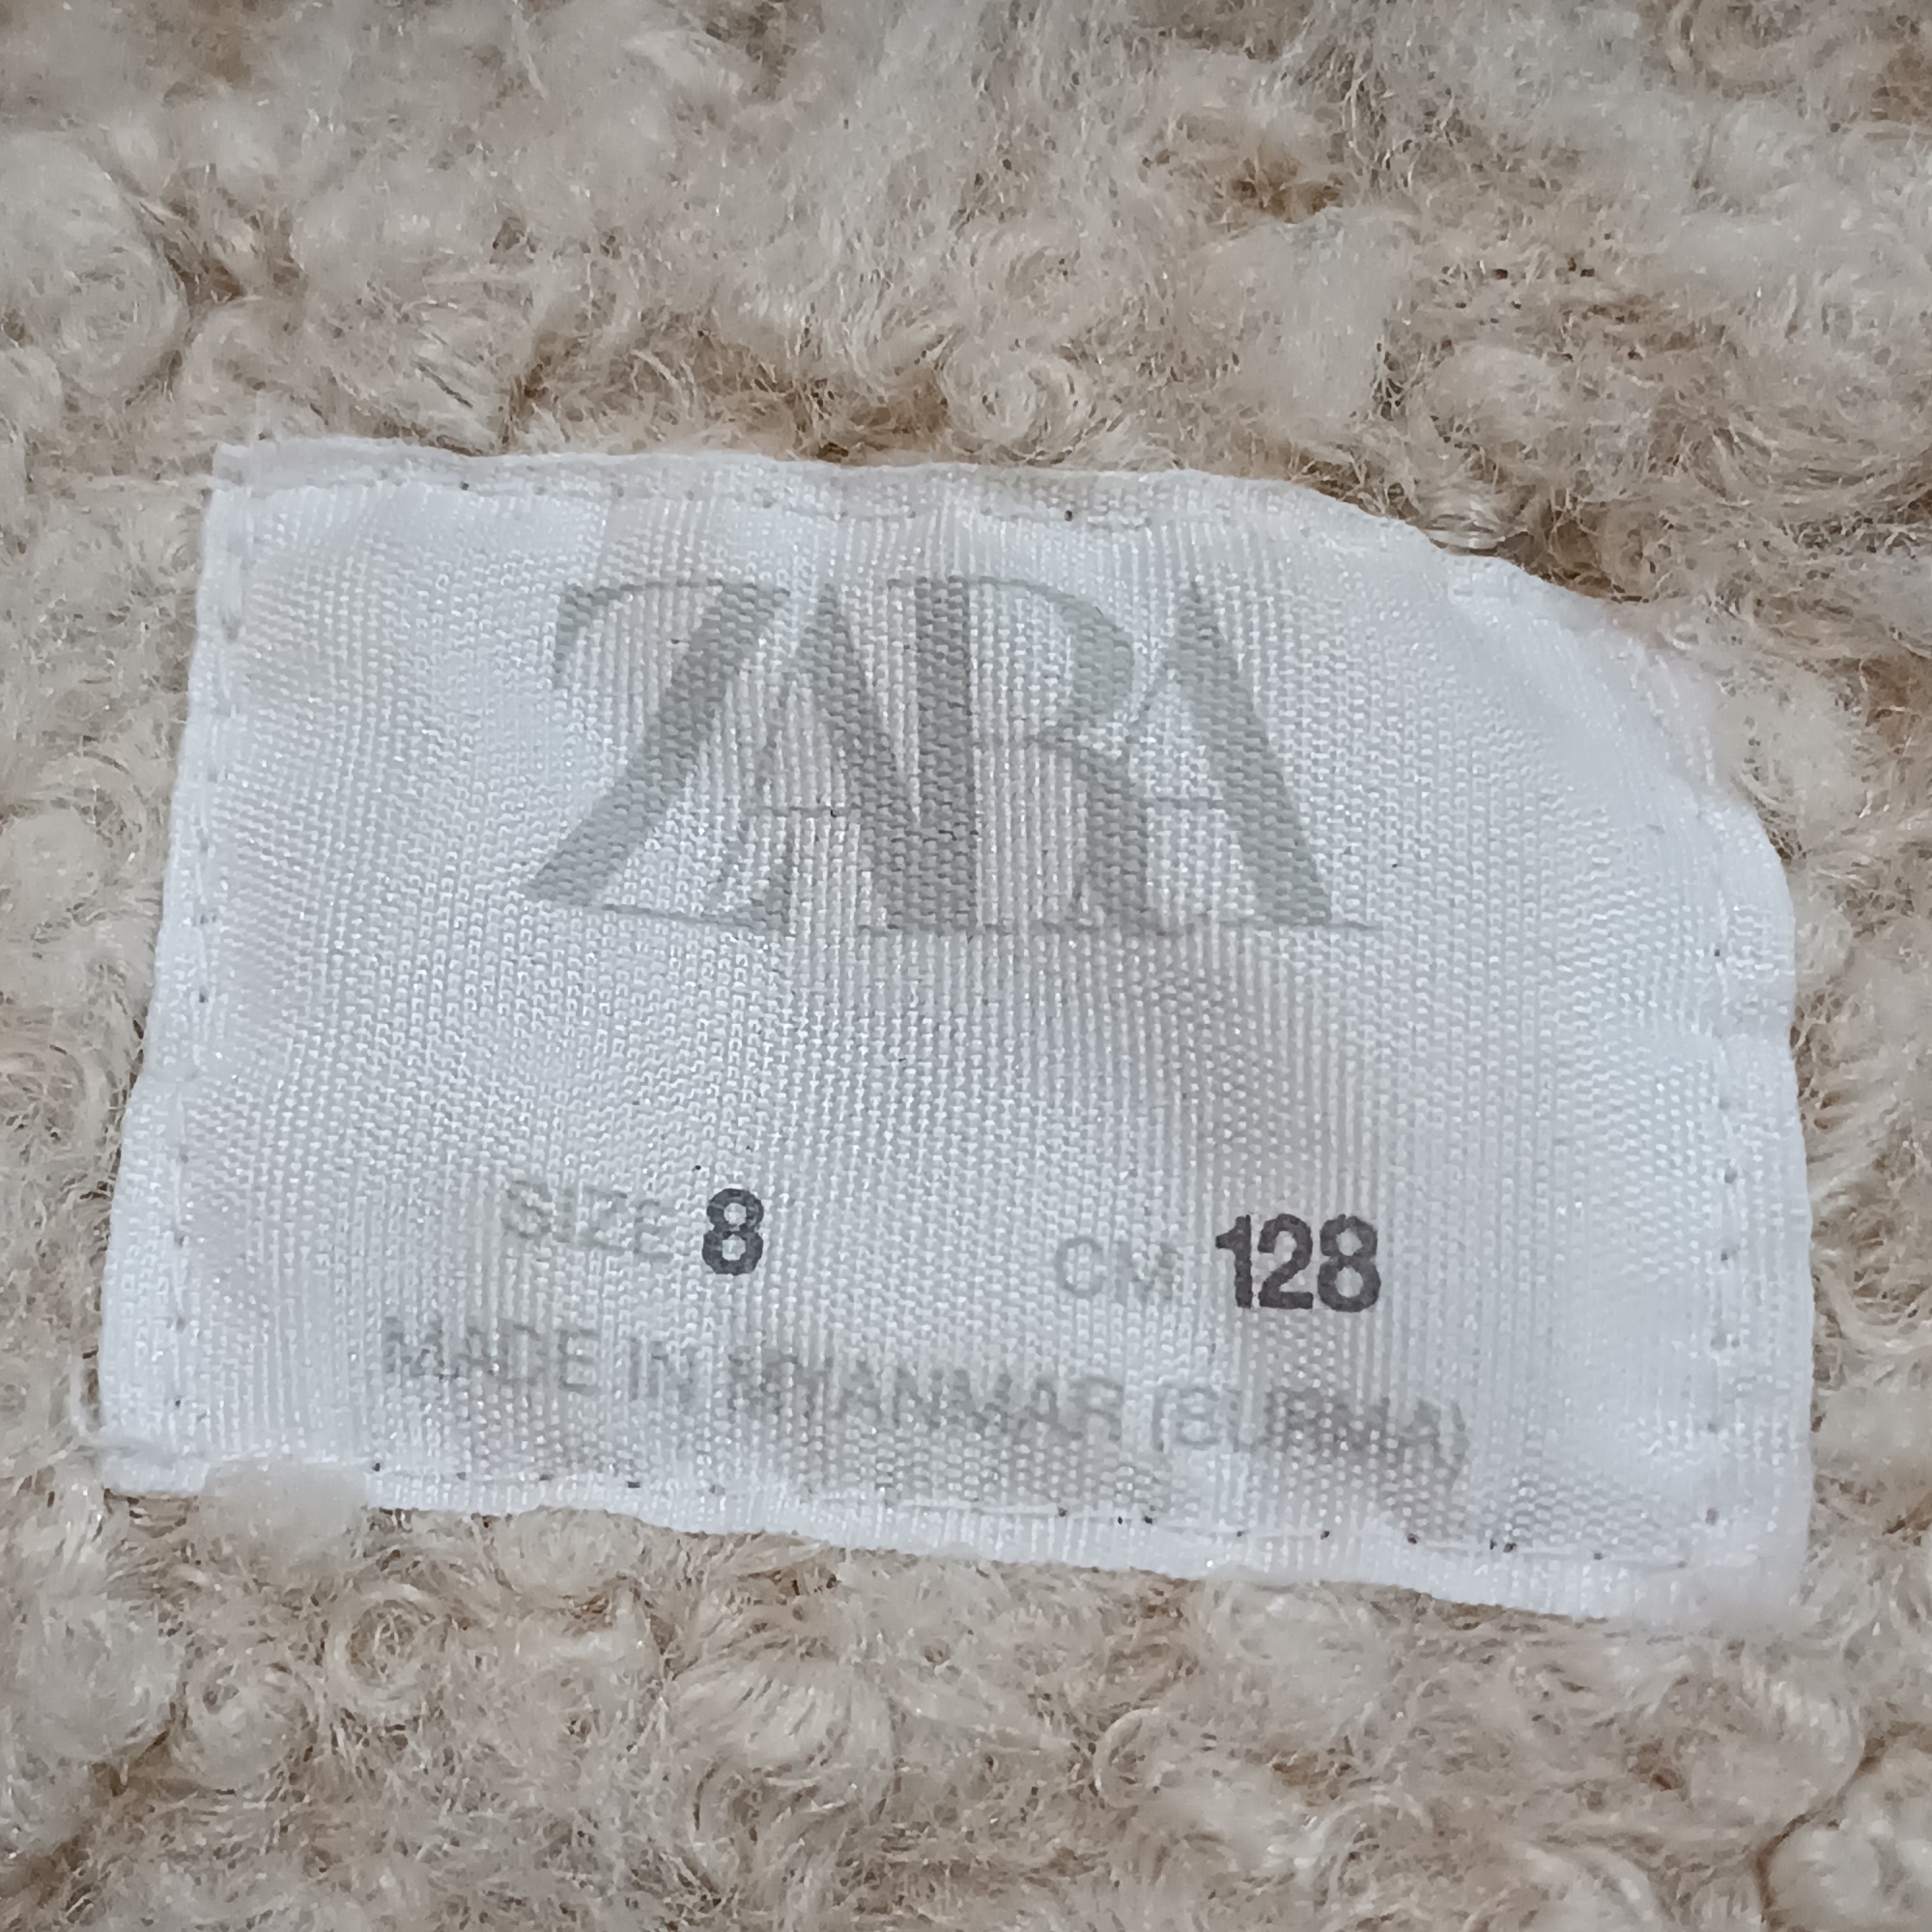 ZARA
SIZE 8 CM 128
MADE IN MYANMAR (BURMA)